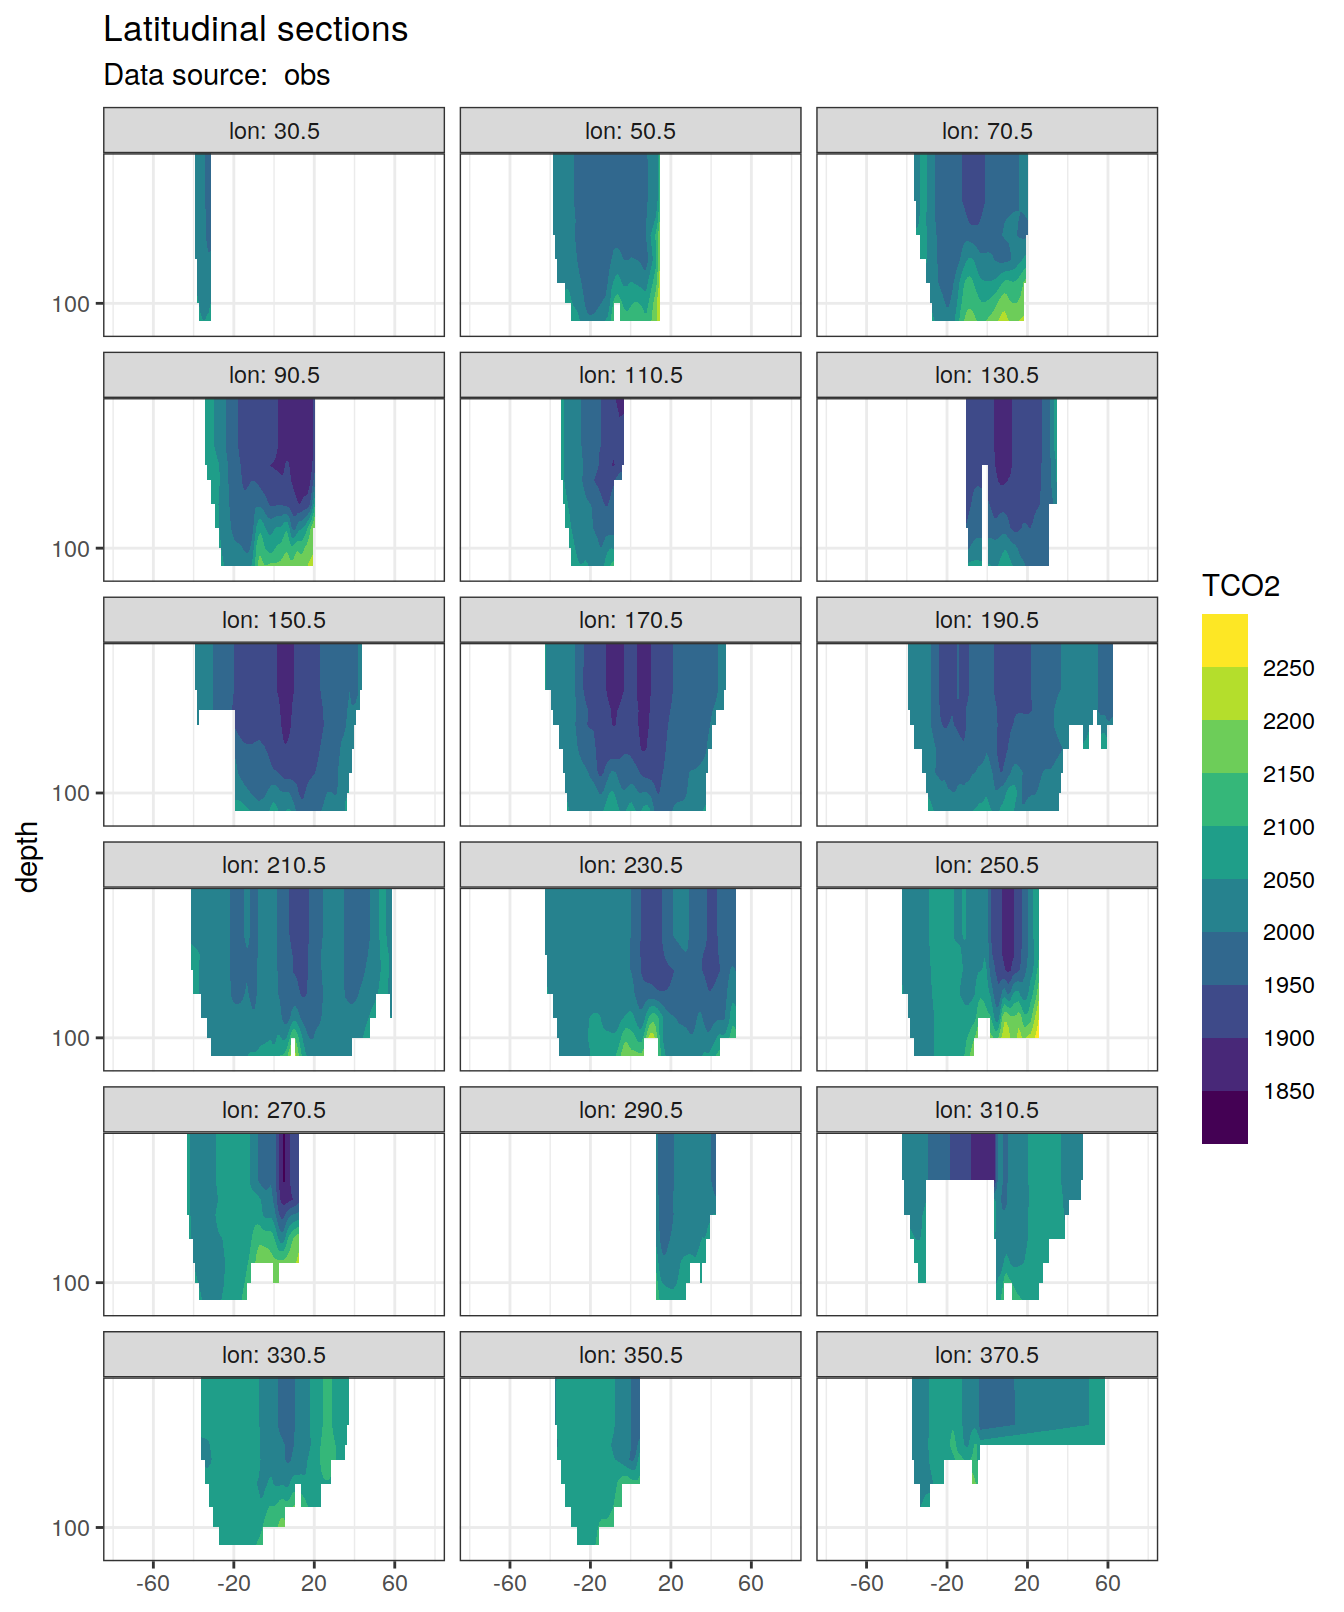 Latitudinal sections
Data source:  obs
lon: 30.5
lon: 50.5
lon: 70.5
100
lon: 90.5
lon: 110.5
lon: 130.5
100
lon: 150.5
lon: 170.5
lon: 190.5
100
lon: 210.5
lon: 230.5
lon: 250.5
100
lon: 270.5
lon: 290.5
lon: 310.5
100
lon: 330.5
lon: 350.5
lon: 370.5
100
-60 -20 20 60 -60 -20 20 60 -60 -20 20 60
depth
TCO2
2250
2200
2150
2100
2050
2000
1950
1900
1850